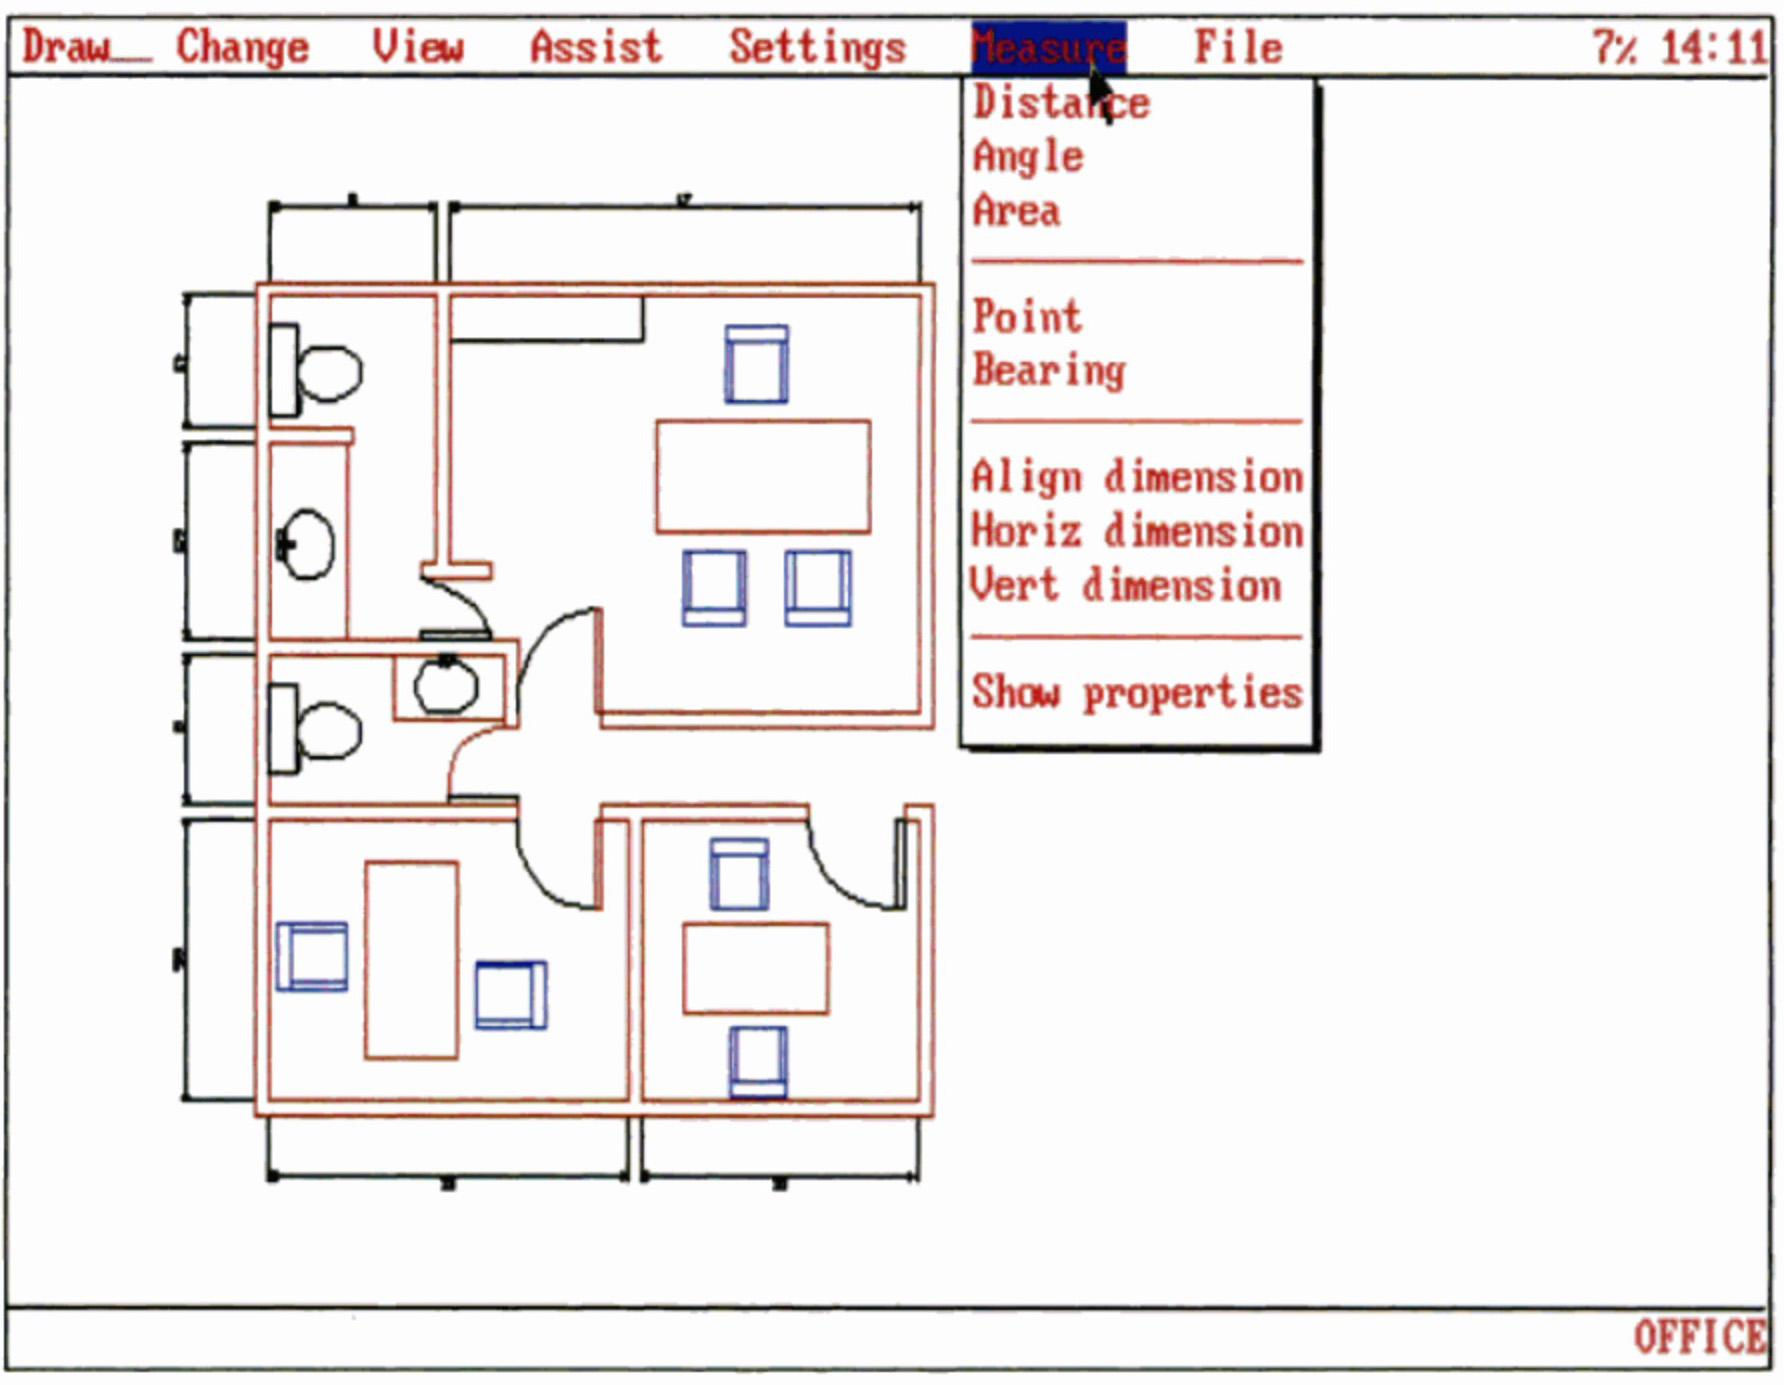 Draw Change View Assist Settings Measure File 7% 14:11
Distance
Angle
Area
Point
Bearing
Align dimension
Horiz dimension
Vert dimension
Show properties
OFFICE